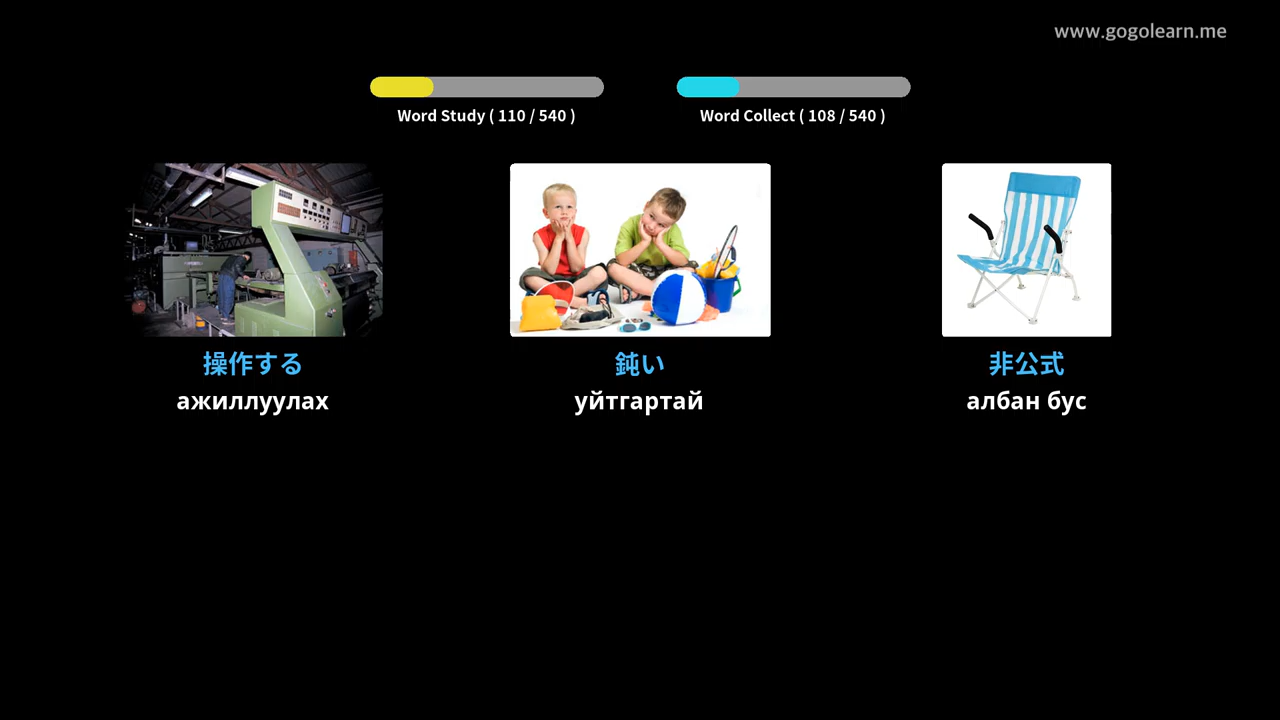 www.gogolearn.me
Word Study ( 110 / 540 )
Word Collect ( 108 / 540 )
操作する
鈍い
非公式
ажиллуулах
уйтгартай
албан бус